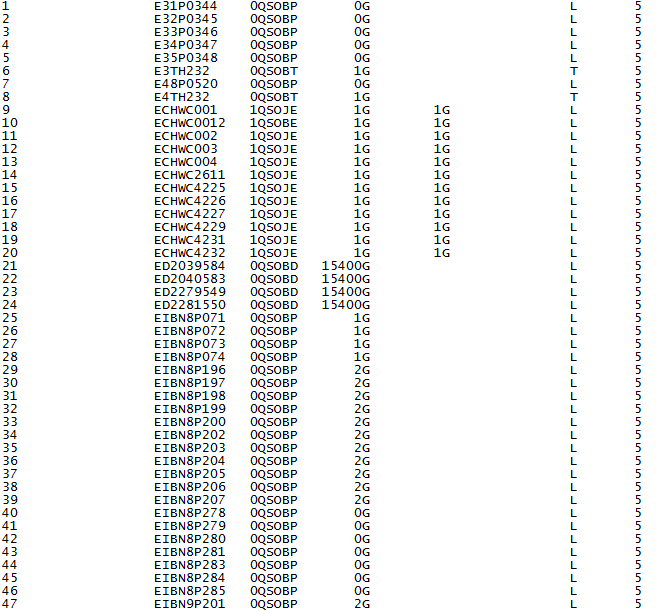 1 E31P0344 0QSOBP 0G L 5
2 E32P0345 0QSOBP 0G L 5
3 E33P0346 0QSOBP 0G L 5
4 E34P0347 0QSOBP 0G L 5
5 E35P0348 0QSOBP 0G L 5
6 E3TH232 0QSOBT 1G T 5
7 E48P0520 0QSOBP 0G L 5
8 E4TH232 0QSOBT 1G T 5
9 ECHWC001 1QSOJE 1G 1G L 5
10 ECHWC0012 1QSOBE 1G 1G L 5
11 ECHWC002 1QSOJE 1G 1G L 5
12 ECHWC003 1QSOJE 1G 1G L 5
13 ECHWC004 1QSOJE 1G 1G L 5
14 ECHWC2611 1QSOJE 1G 1G L 5
15 ECHWC4225 1QSOJE 1G 1G L 5
16 ECHWC4226 1QSOJE 1G 1G L 5
17 ECHWC4227 1QSOJE 1G 1G L 5
18 ECHWC4229 1QSOJE 1G 1G L 5
19 ECHWC4231 1QSOJE 1G 1G L 5
20 ECHWC4232 1QSOJE 1G 1G L 5
21 ED2039584 0QSOBD 15400G L 5
22 ED2040583 0QSOBD 15400G L 5
23 ED2279549 0QSOBD 15400G L 5
24 ED2281550 0QSOBD 15400G L 5
25 EIBN8P071 0QSOBP 1G L 5
26 EIBN8P072 0QSOBP 1G L 5
27 EIBN8P073 0QSOBP 1G L 5
28 EIBN8P074 0QSOBP 1G L 5
29 EIBN8P196 0QSOBP 2G L 5
30 EIBN8P197 0QSOBP 2G L 5
31 EIBN8P198 0QSOBP 2G L 5
32 EIBN8P199 0QSOBP 2G L 5
33 EIBN8P200 0QSOBP 2G L 5
34 EIBN8P202 0QSOBP 2G L 5
35 EIBN8P203 0QSOBP 2G L 5
36 EIBN8P204 0QSOBP 2G L 5
37 EIBN8P205 0QSOBP 2G L 5
38 EIBN8P206 0QSOBP 2G L 5
39 EIBN8P207 0QSOBP 2G L 5
40 EIBN8P278 0QSOBP 0G L 5
41 EIBN8P279 0QSOBP 0G L 5
42 EIBN8P280 0QSOBP 0G L 5
43 EIBN8P281 0QSOBP 0G L 5
44 EIBN8P283 0QSOBP 0G L 5
45 EIBN8P284 0QSOBP 0G L 5
46 EIBN8P285 0QSOBP 0G L 5
47 EIBN9P201 0QSOBP 2G L 5